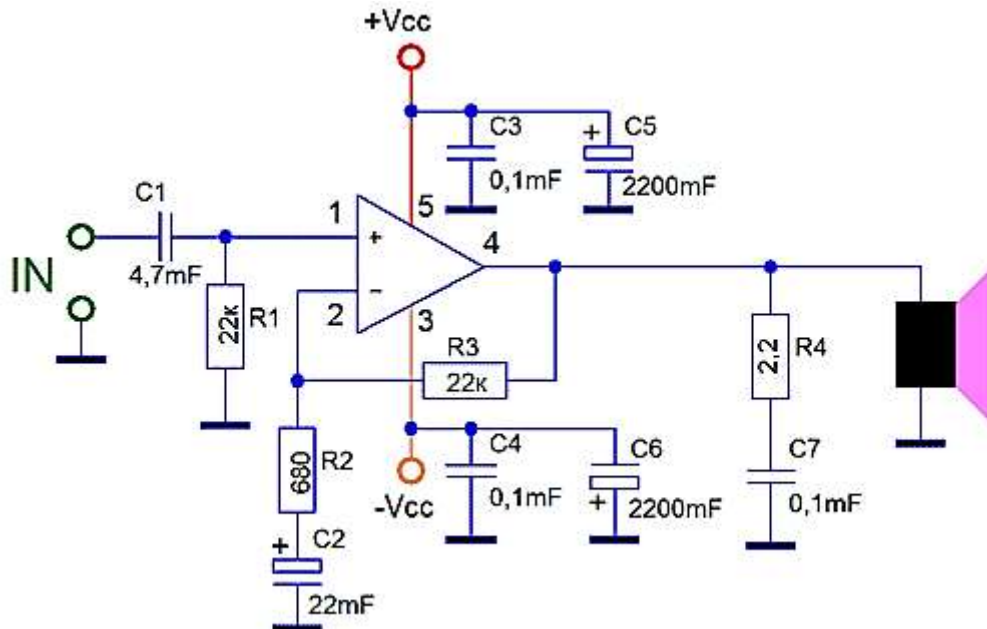 +Vcc
C3
C5
+
0,1mF
2200mF
C1
1
5
4
+
IN
4,7mF
22к
R1
2
−
3
R3
22к
2,2
R4
680
R2
C4
C6
C7
-Vcc
0,1mF
+
2200mF
0,1mF
+
C2
22mF